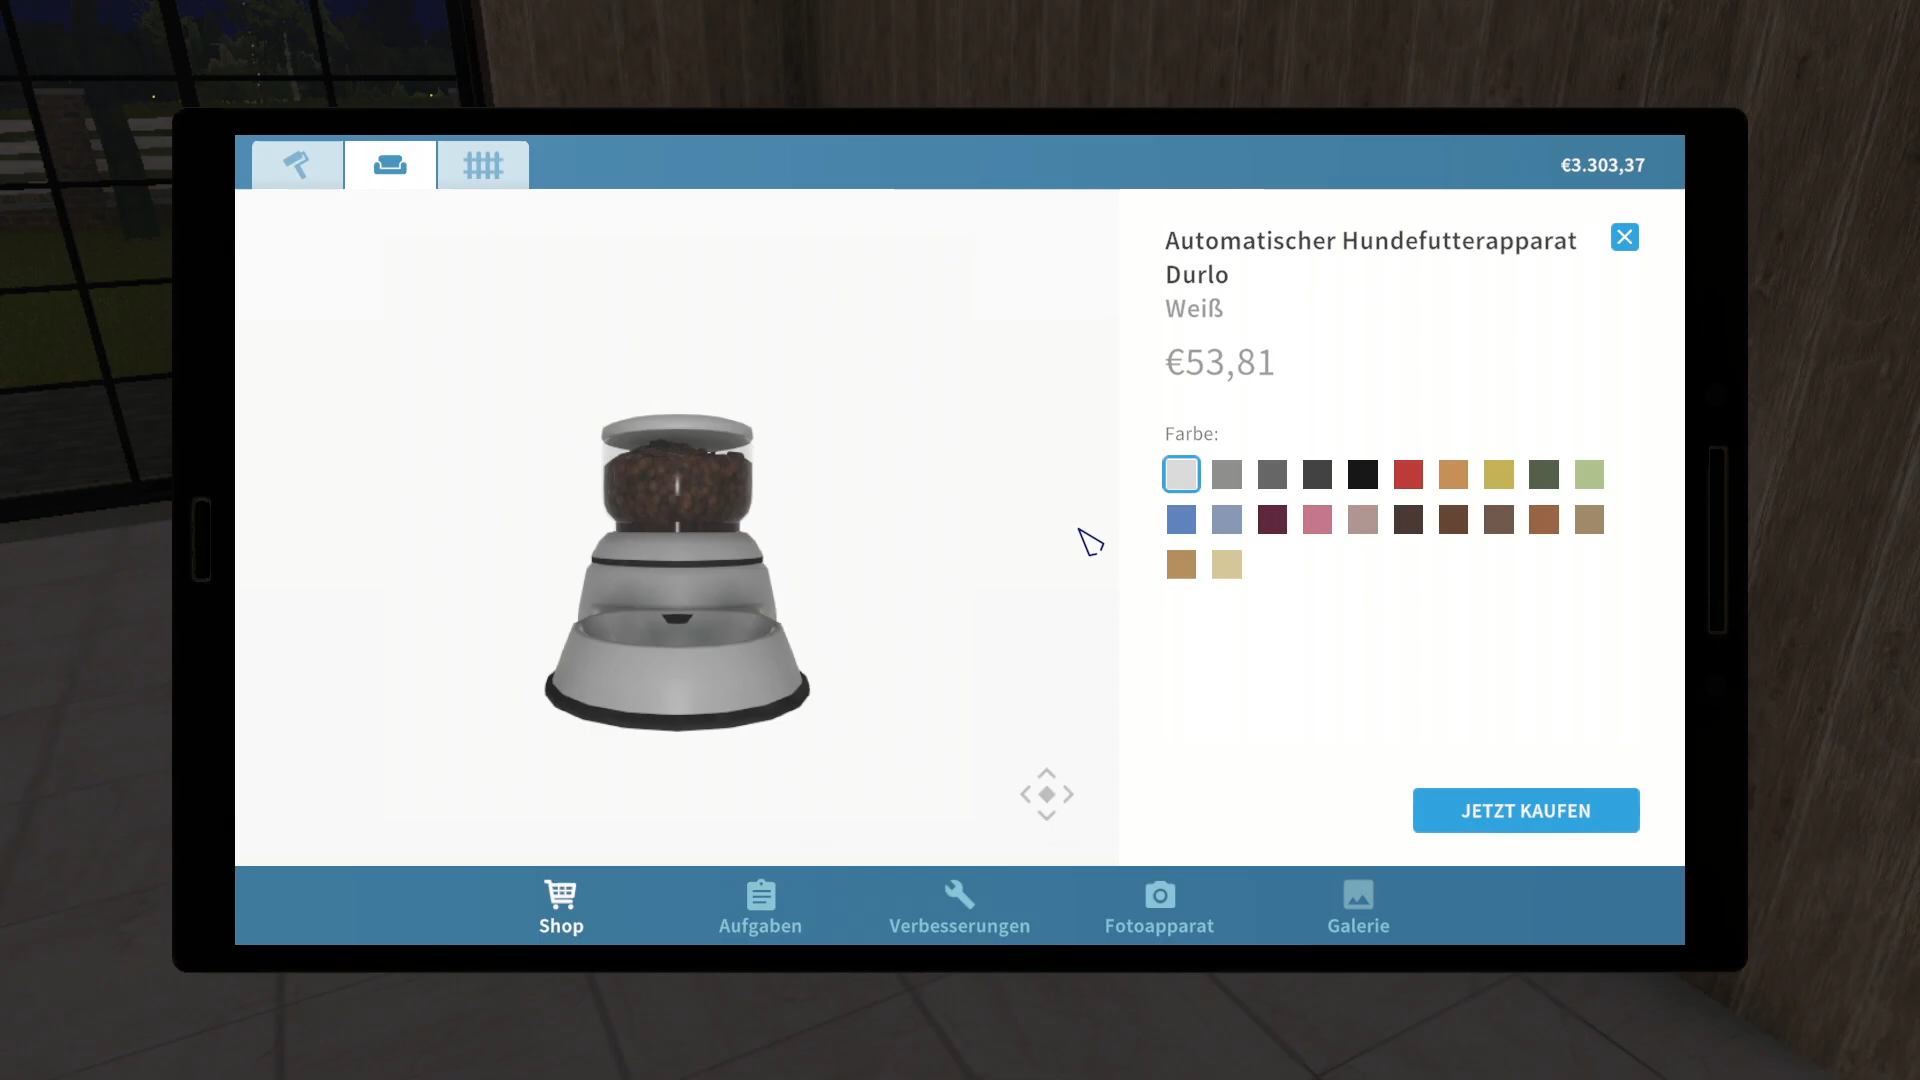 €3.303,37
Automatischer Hundefutterapparat
Durlo
Weiß
€53,81
Farbe:
JETZT KAUFEN
Shop
Aufgaben
Verbesserungen
Fotoapparat
Galerie